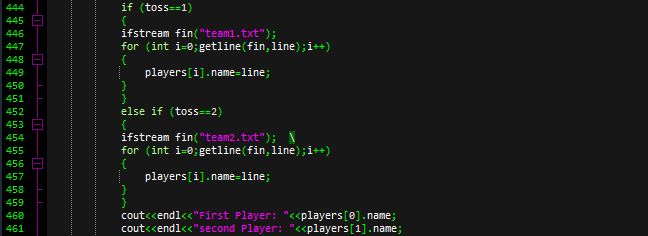 444 if (toss==1)
445 {
446 ifstream fin("team1.txt");
447 for (int i=0;getline(fin,line);i++)
448 {
449 players[i].name=line;
450 }
451 }
452 else if (toss==2)
453 {
454 ifstream fin("team2.txt"); \
455 for (int i=0;getline(fin,line);i++)
456 {
457 players[i].name=line;
458 }
459 }
460 cout<<endl<<"First Player: "<<players[0].name;
461 cout<<endl<<"second Player: "<<players[1].name;